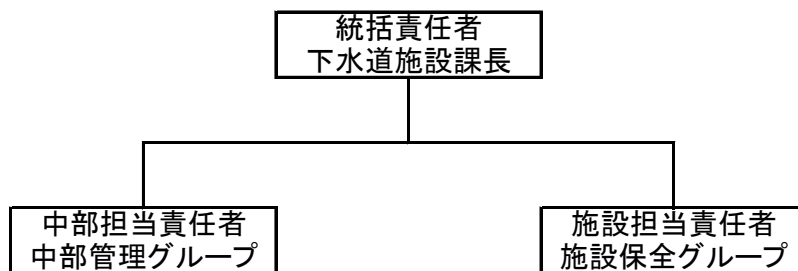 統括責任者
下水道施設課長
中部担当責任者
中部管理グループ
施設担当責任者
施設保全グループ